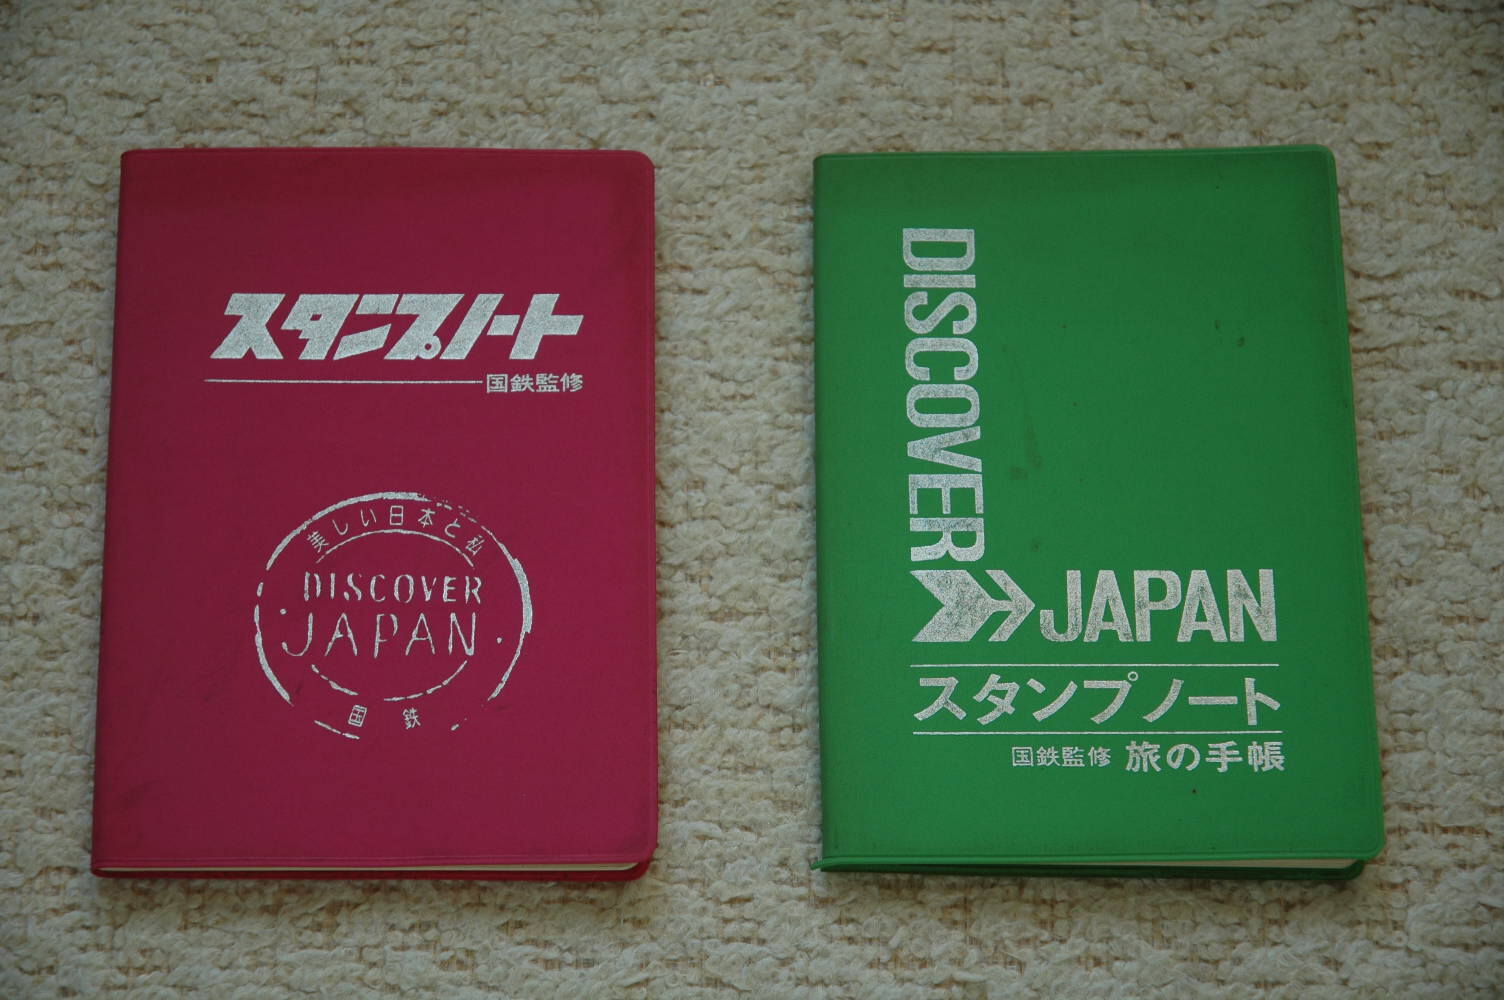 スタンプノート
国鉄監修
美しい日本と私
DISCOVER
JAPAN
国鉄
DISCOVER
JAPAN
スタンプノート
国鉄監修 旅の手帳